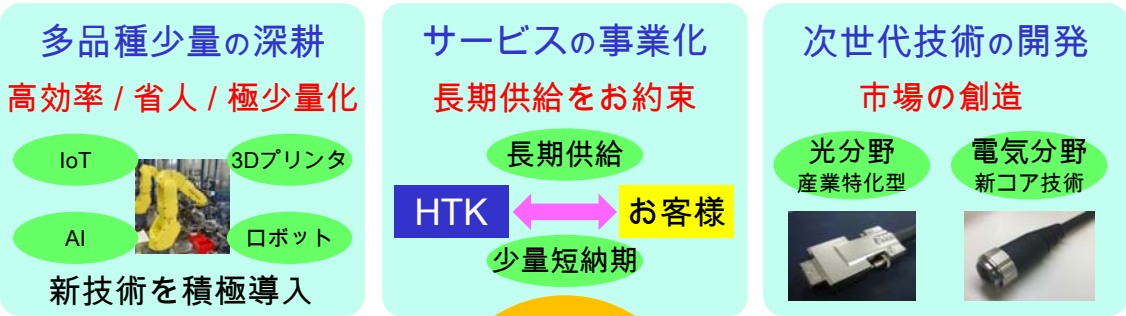 多品種少量の深耕
高効率 / 省人 / 極少量化
IoT
3Dプリンタ
AI
ロボット
新技術を積極導入
サービスの事業化
長期供給をお約束
長期供給
HTK
お客様
少量短納期
次世代技術の開発
市場の創造
光分野
産業特化型
電気分野
新コア技術